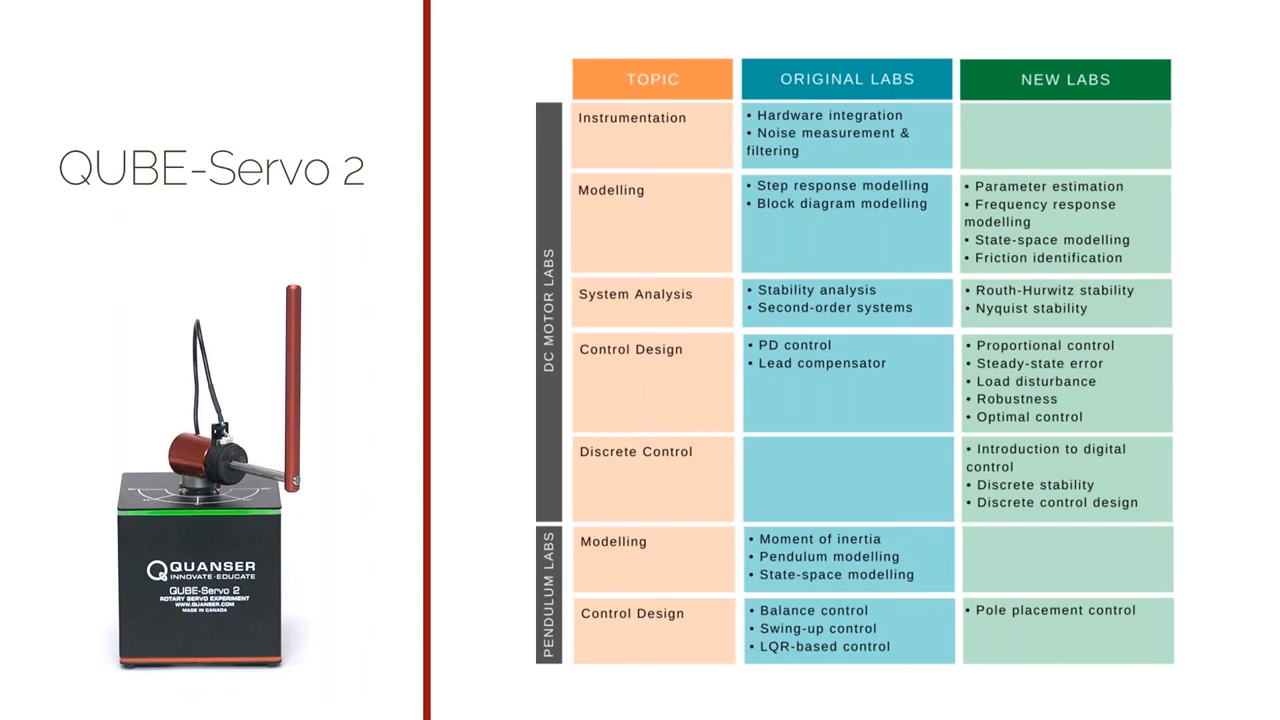 QUBE-Servo 2
QUANSER
INNOVATE·EDUCATE
QUBE-Servo 2
ROTARY SERVO EXPERIMENT
WWW.QUANSER.COM
MADE IN CANADA
TOPIC
ORIGINAL LABS
NEW LABS
DC MOTOR LABS
Instrumentation
• Hardware integration
• Noise measurement &
filtering
Modelling
• Step response modelling
• Block diagram modelling
• Parameter estimation
• Frequency response
modelling
• State-space modelling
• Friction identification
System Analysis
• Stability analysis
• Second-order systems
• Routh-Hurwitz stability
• Nyquist stability
Control Design
• PD control
• Lead compensator
• Proportional control
• Steady-state error
• Load disturbance
• Robustness
• Optimal control
Discrete Control
• Introduction to digital
control
• Discrete stability
• Discrete control design
PENDULUM LABS
Modelling
• Moment of inertia
• Pendulum modelling
• State-space modelling
Control Design
• Balance control
• Swing-up control
• LQR-based control
• Pole placement control